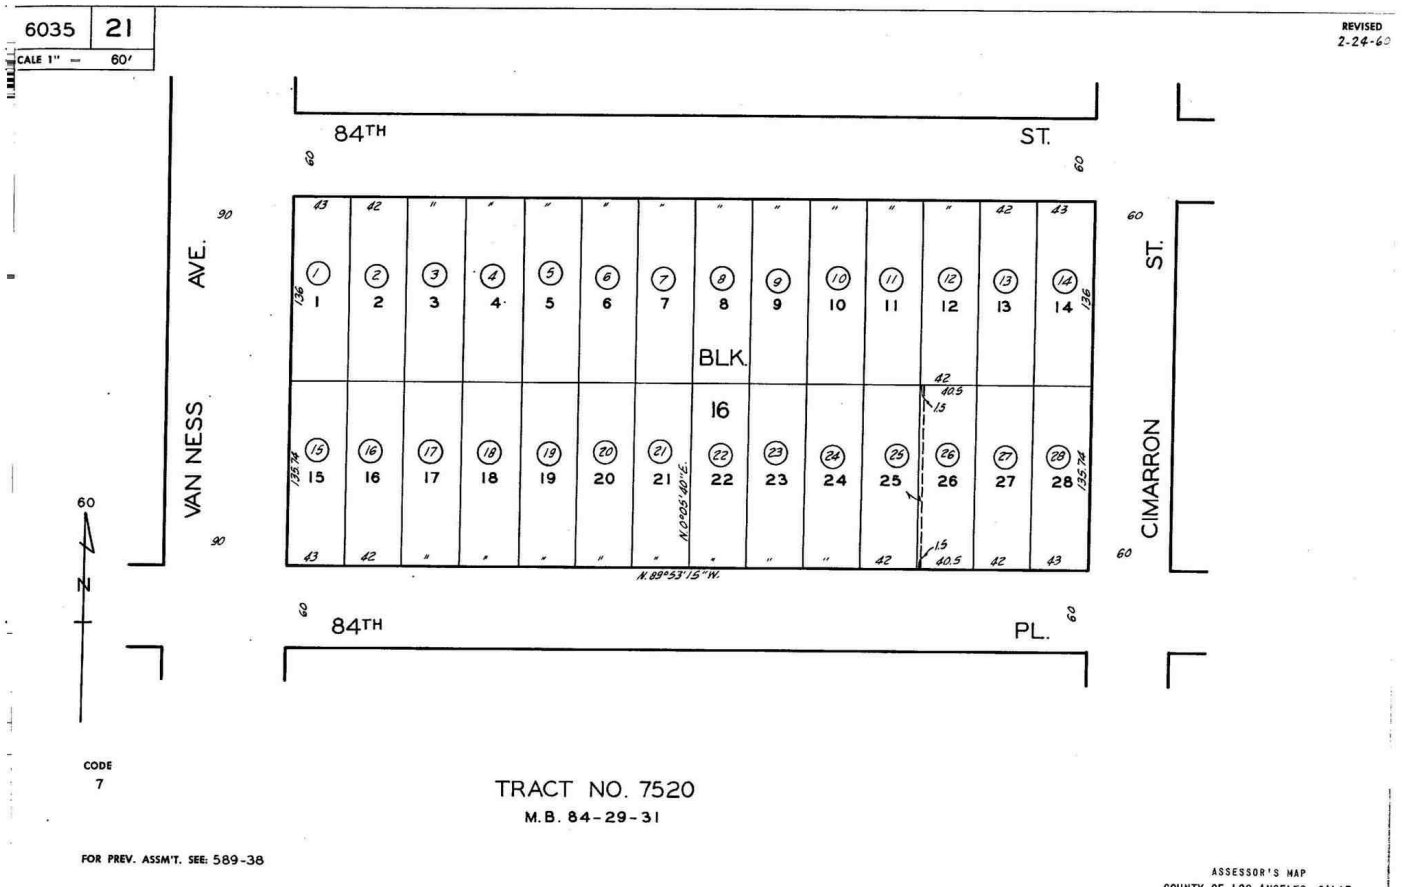 6035 21
CALE 1" = 60'
REVISED
2-24-60
84TH ST.
60 60
90 60
43 42 " " " " " " " " " " 42 43
VAN NESS AVE.
CIMARRON ST.
136 136
1 2 3 4 5 6 7 8 9 10 11 12 13 14
1 2 3 4 5 6 7 8 9 10 11 12 13 14
BLK.
42
40.5
1.5
16
135.74 135.74
15 16 17 18 19 20 21 22 23 24 25 26 27 28
15 16 17 18 19 20 21 22 23 24 25 26 27 28
N.0°05'40"E.
60
N
90 60
1.5
43 42 " " " " " " " " 42 40.5 42 43
N.89°53'15"W.
60 60
84TH PL.
CODE
7
TRACT NO. 7520
M.B. 84-29-31
FOR PREV. ASSM'T. SEE: 589-38
ASSESSOR'S MAP